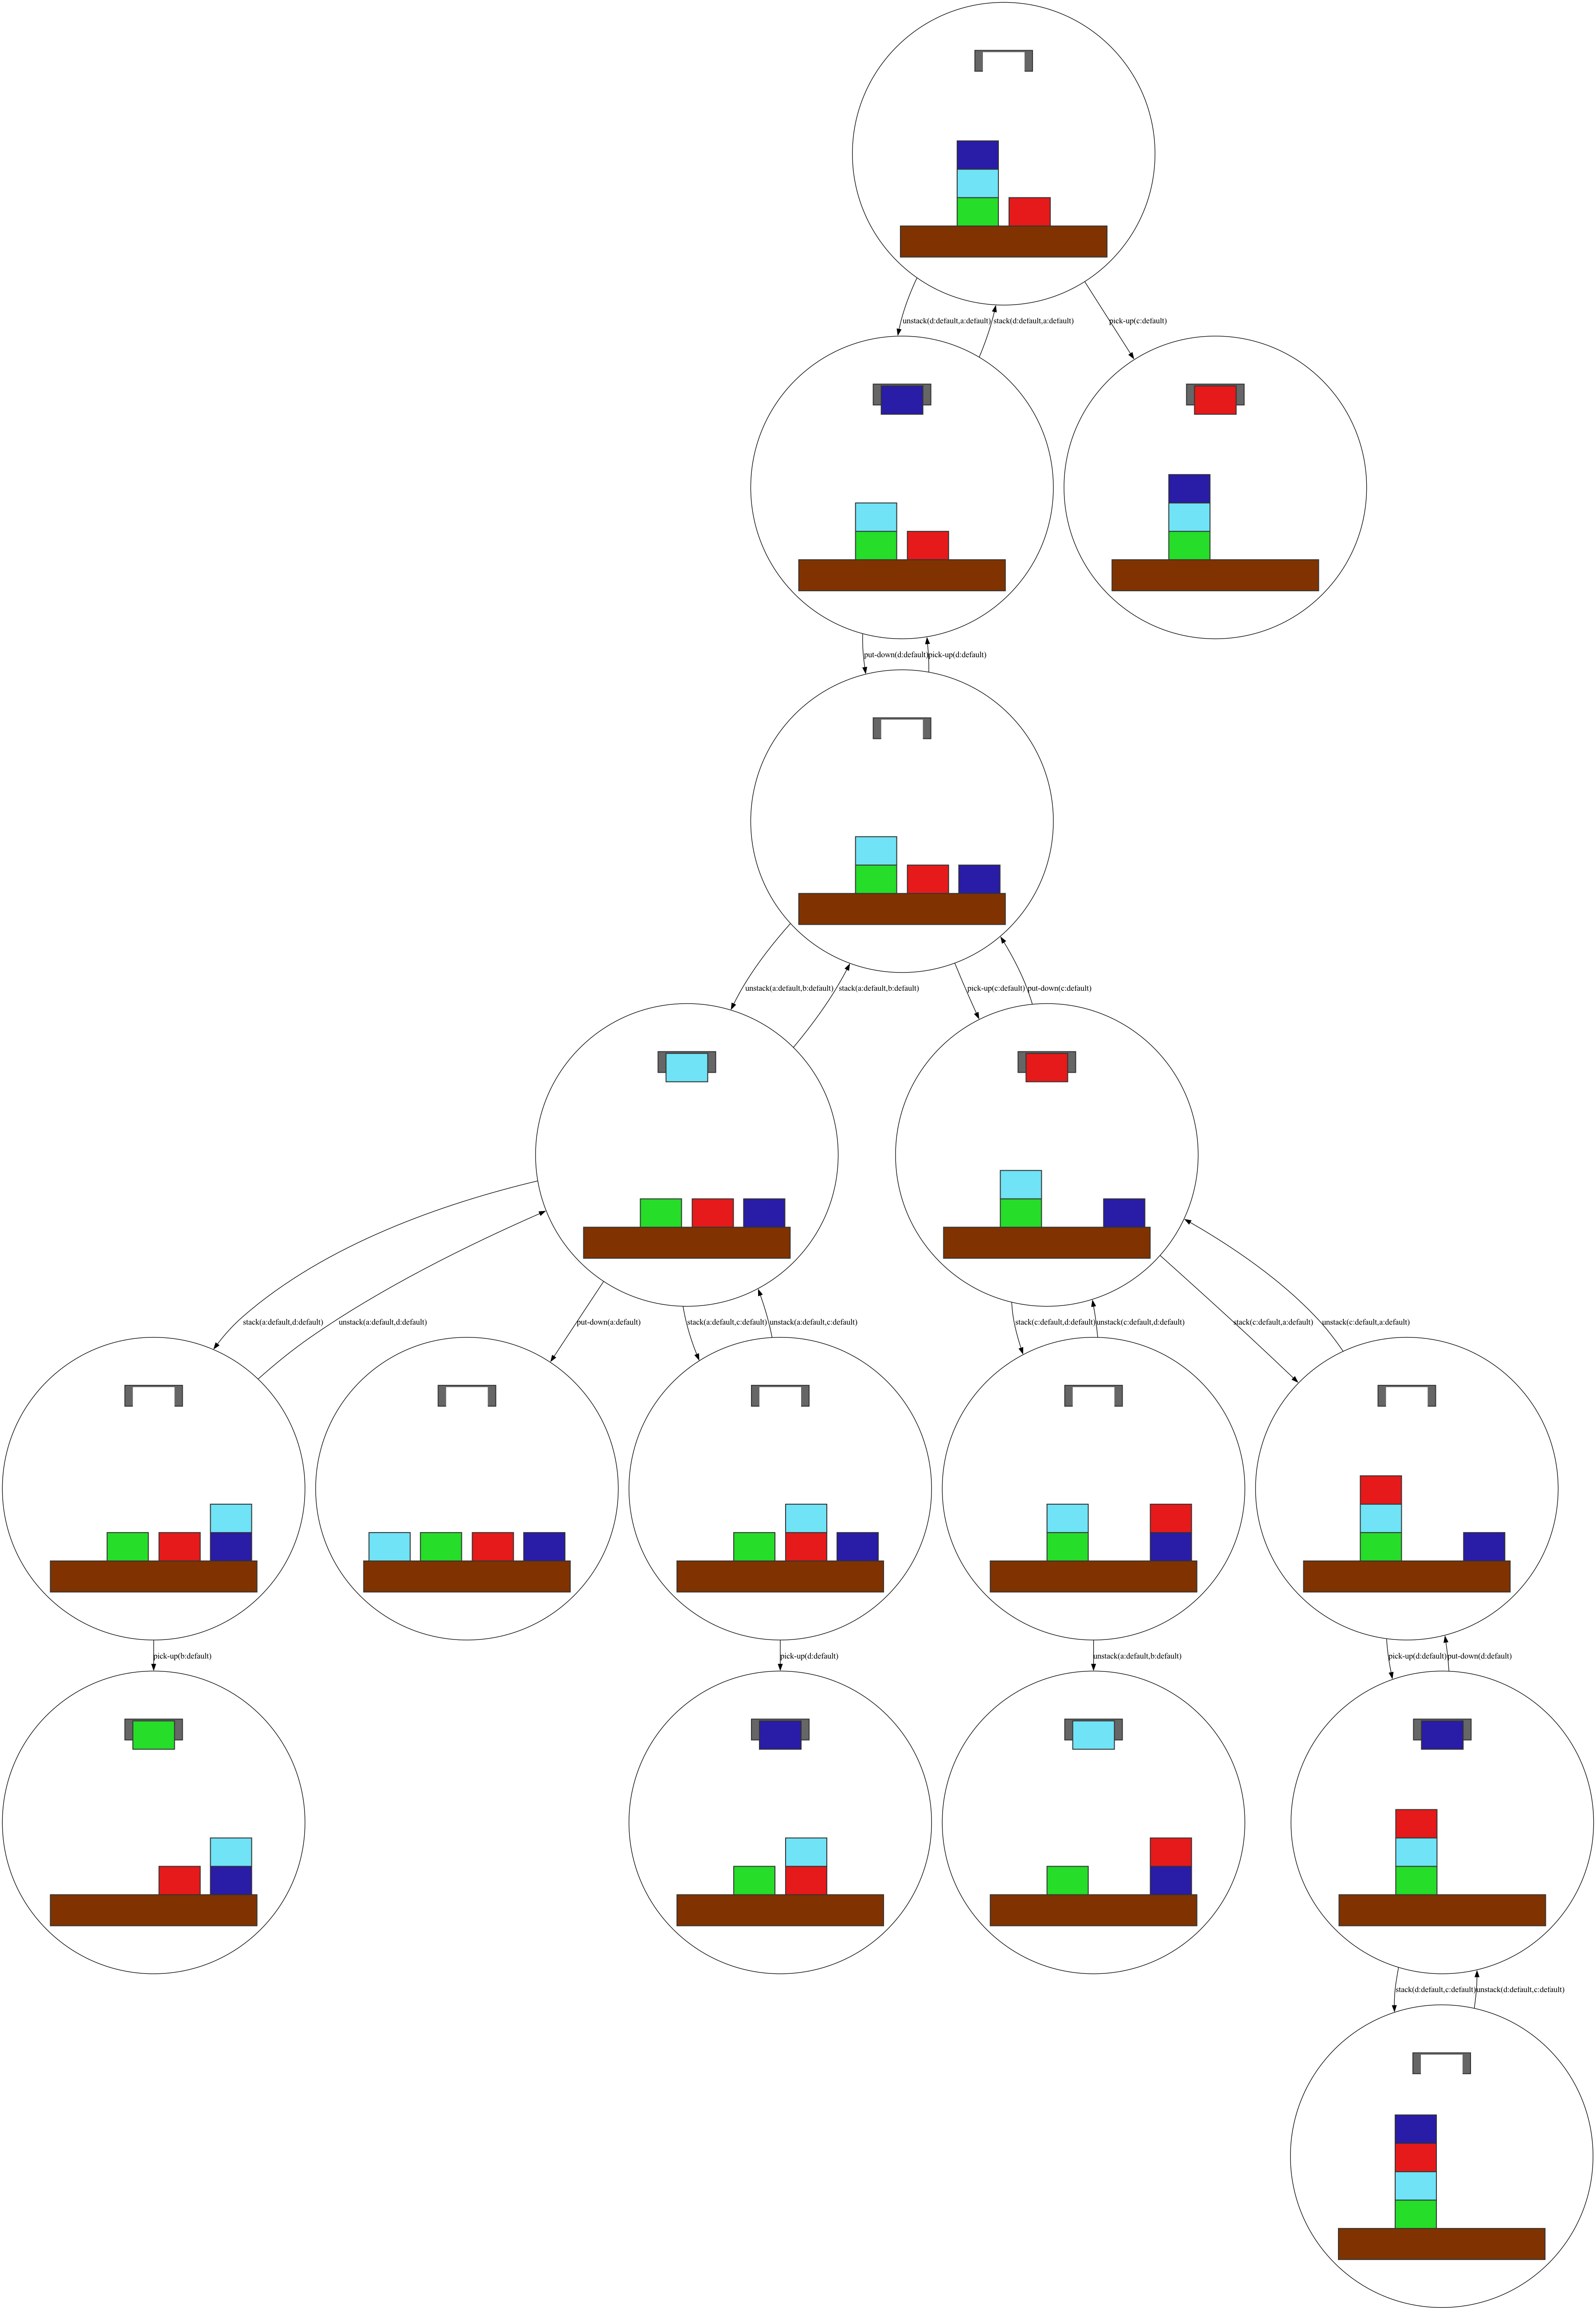 unstack(d:default,a:default)
stack(d:default,a:default)
pick-up(c:default)
put-down(d:default)
pick-up(d:default)
unstack(a:default,b:default)
stack(a:default,b:default)
pick-up(c:default)
put-down(c:default)
stack(a:default,d:default)
unstack(a:default,d:default)
put-down(a:default)
stack(a:default,c:default)
unstack(a:default,c:default)
stack(c:default,d:default)
unstack(c:default,d:default)
stack(c:default,a:default)
unstack(c:default,a:default)
pick-up(b:default)
pick-up(d:default)
unstack(a:default,b:default)
pick-up(d:default)
put-down(d:default)
stack(d:default,c:default)
unstack(d:default,c:default)